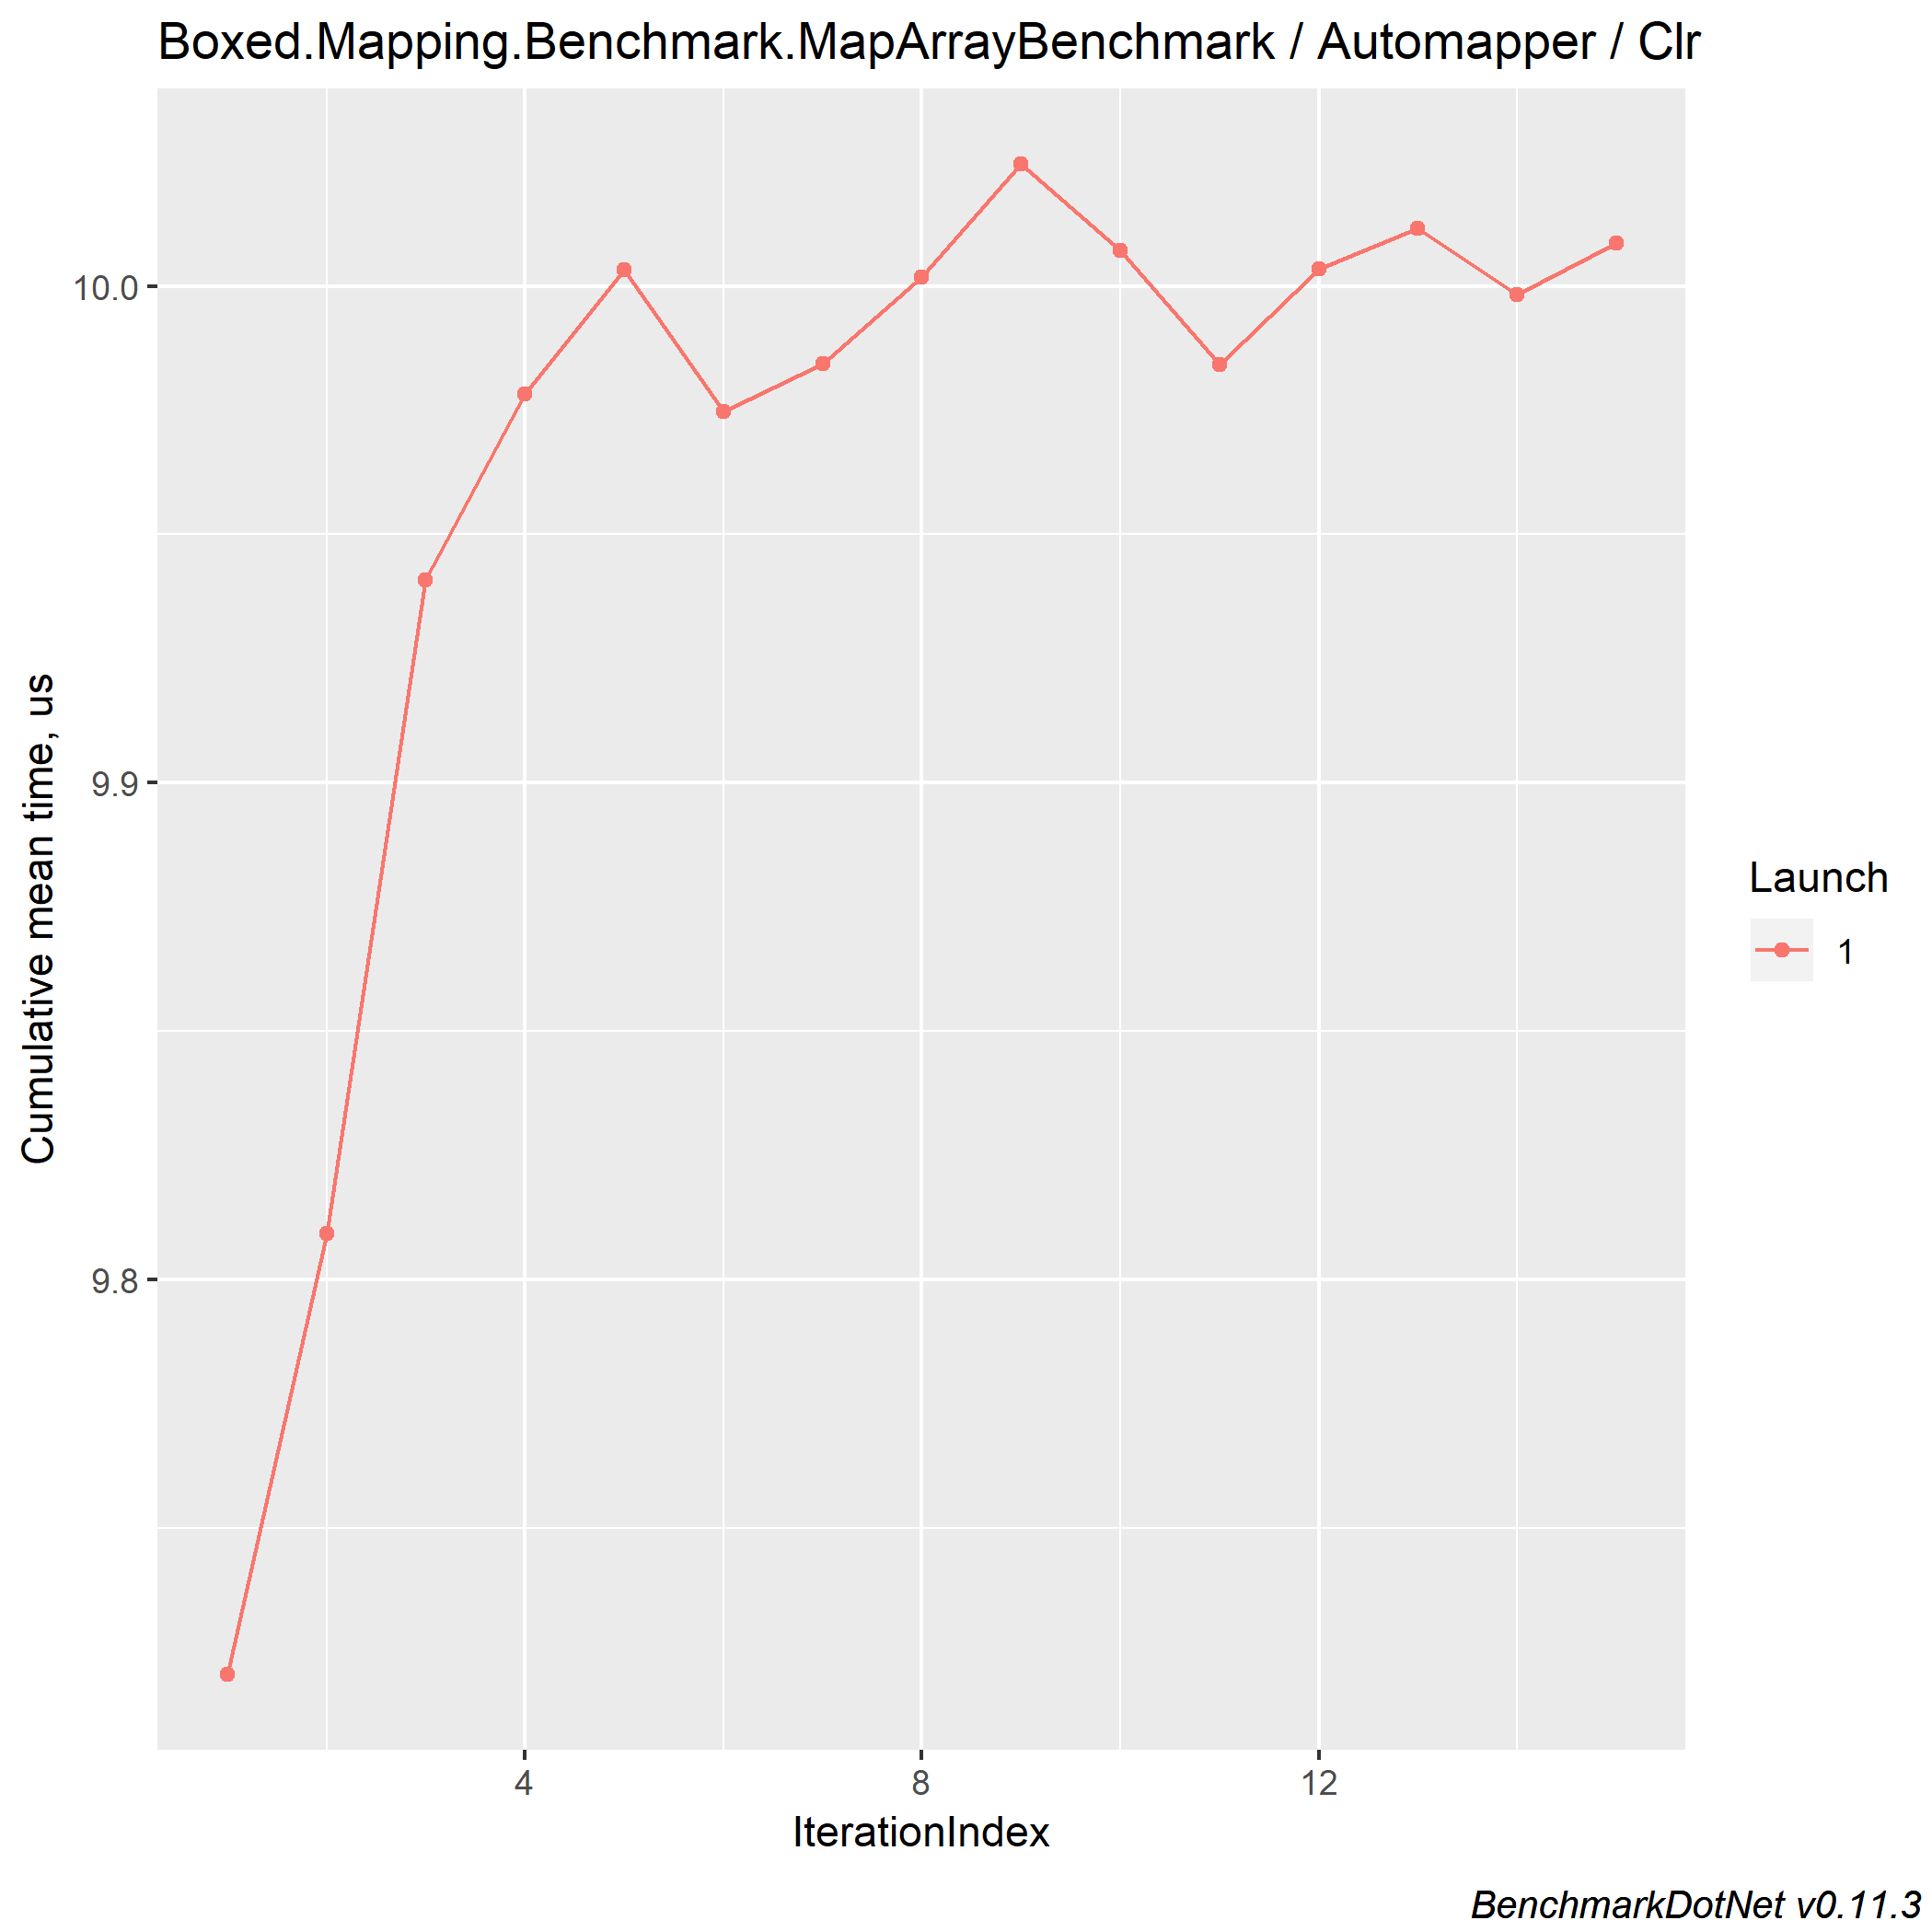 Boxed.Mapping.Benchmark.MapArrayBenchmark / Automapper / Clr
Cumulative mean time, us
10.0
9.9
9.8
4
8
12
IterationIndex
Launch
1
BenchmarkDotNet v0.11.3